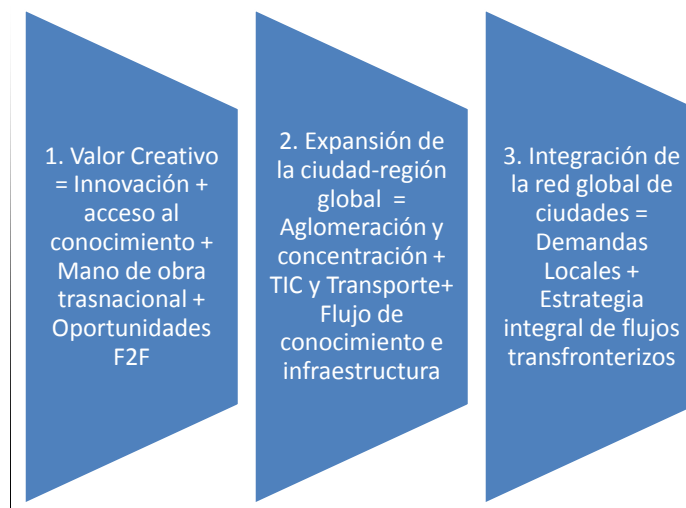 1. Valor Creativo
= Innovación +
acceso al
conocimiento +
Mano de obra
trasnacional +
Oportunidades
F2F
2. Expansión de
la ciudad-región
global =
Aglomeración y
concentración +
TIC y Transporte+
Flujo de
conocimiento e
infraestructura
3. Integración de
la red global de
ciudades =
Demandas
Locales +
Estrategia
integral de flujos
transfronterizos